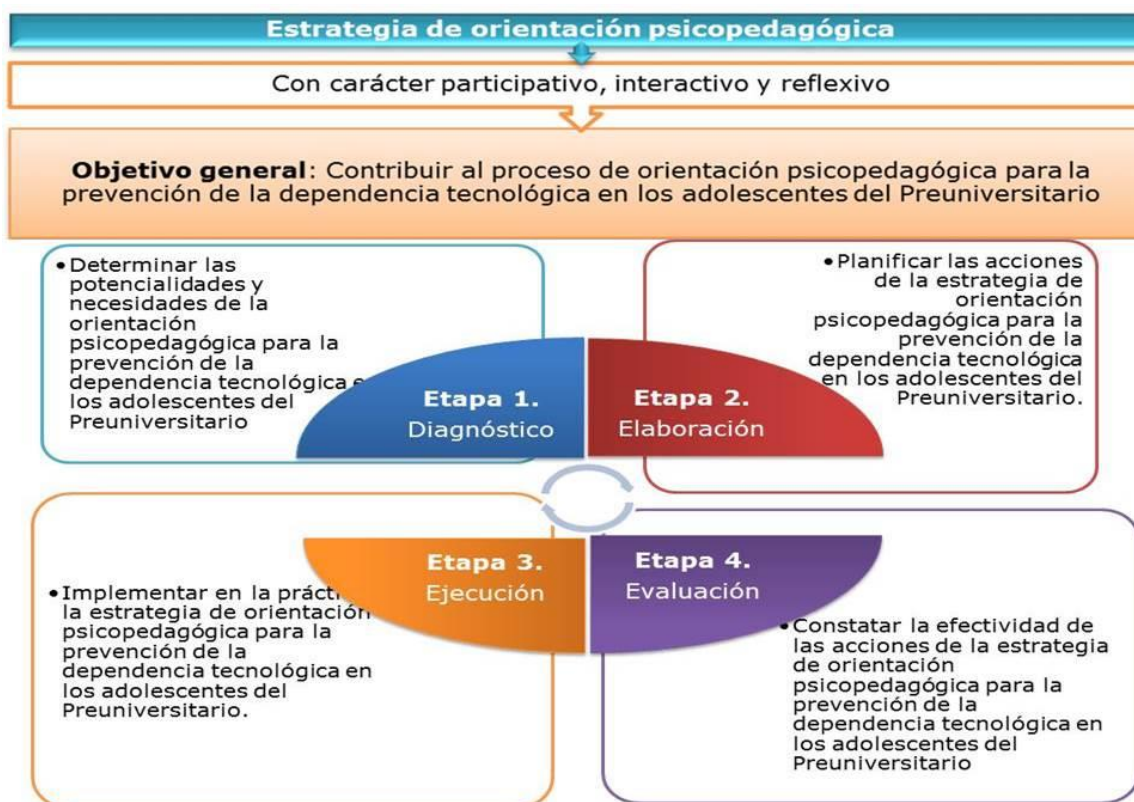 Estrategia de orientación psicopedagógica
Con carácter participativo, interactivo y reflexivo
Objetivo general: Contribuir al proceso de orientación psicopedagógica para la
prevención de la dependencia tecnológica en los adolescentes del Preuniversitario
•Determinar las
potencialidades y
necesidades de la
orientación
psicopedagógica para la
prevención de la
dependencia tecnológica e
los adolescentes del
Preuniversitario
Etapa 1.
Diagnóstico
•Planificar las acciones
de la estrategia de
orientación
psicopedagógica para la
prevención de la
dependencia tecnológica
en los adolescentes del
Preuniversitario.
Etapa 2.
Elaboración
Etapa 3.
Ejecución
•Implementar en la prácti
la estrategia de orientación
psicopedagógica para la
prevención de la
dependencia tecnológica en
los adolescentes del
Preuniversitario.
Etapa 4.
Evaluación
•Constatar la efectividad de
las acciones de la estrategia
de orientación
psicopedagógica para la
prevención de la
dependencia tecnológica en
los adolescentes del
Preuniversitario